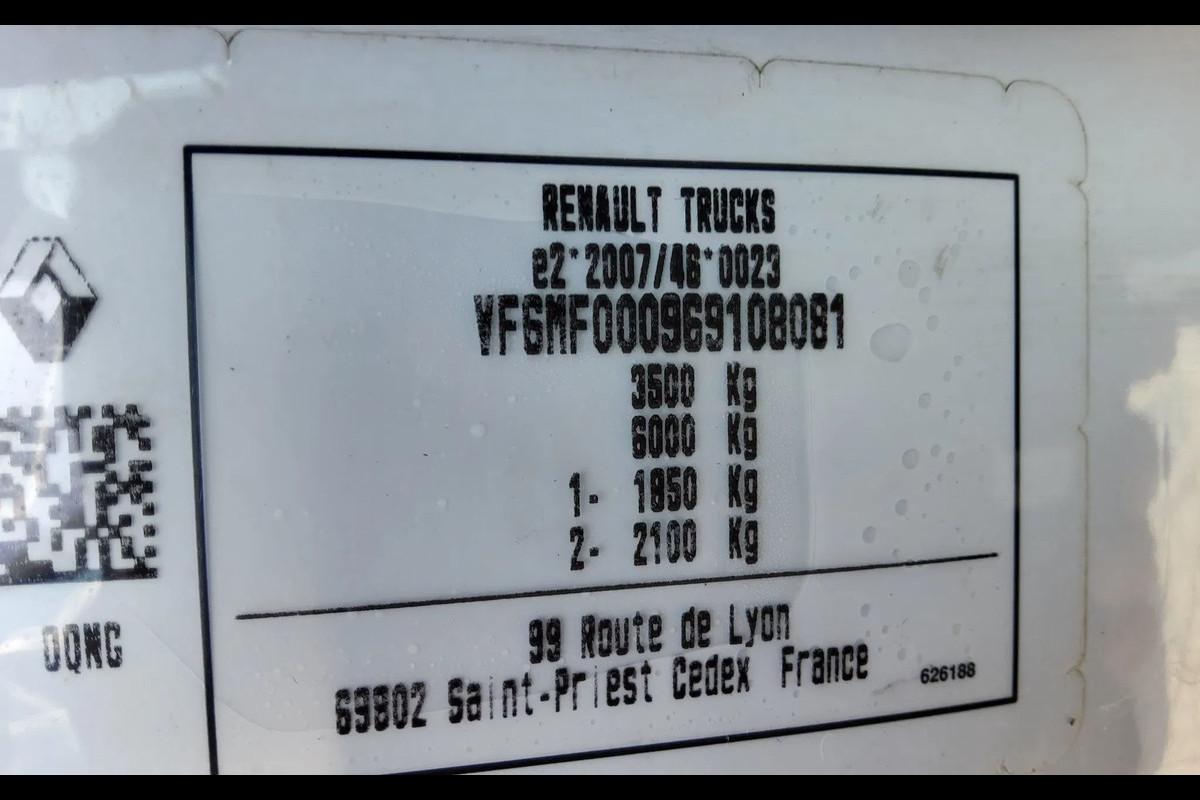 RENAULT TRUCKS
e2*2007/46*0023
VF6MF000969108081
3500 Kg
6000 Kg
1- 1850 Kg
2- 2100 Kg
99 Route de Lyon
69802 Saint-Priest Cedex France
626188
OQNG